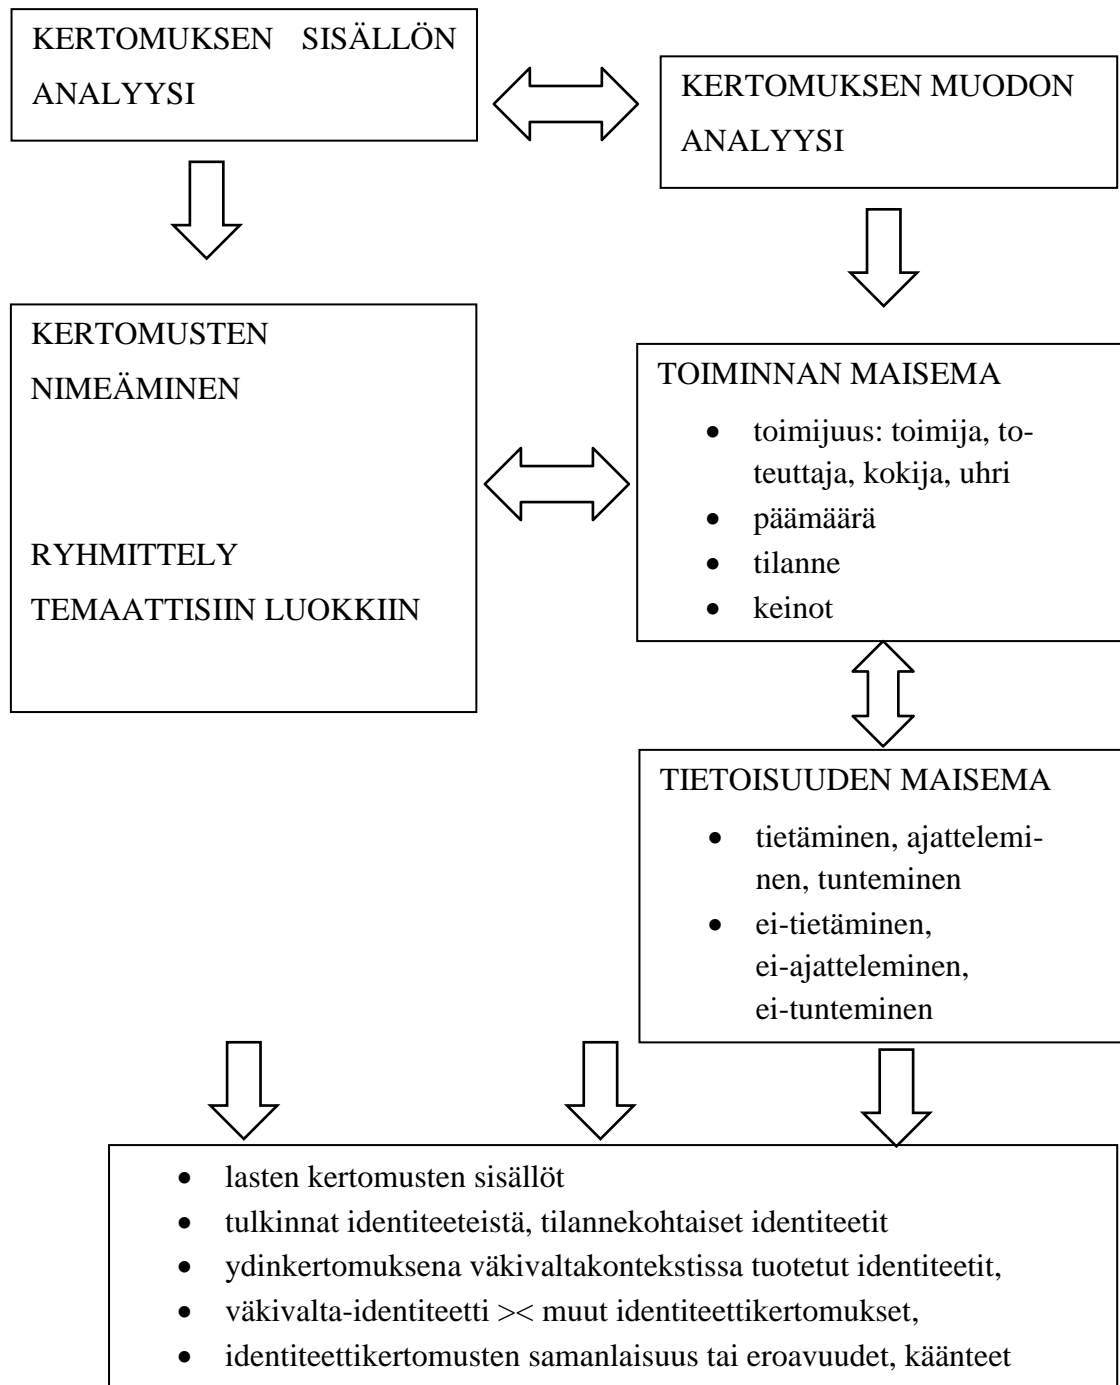 KERTOMUKSEN SISÄLLÖN
ANALYYSI
KERTOMUKSEN MUODON
ANALYYSI
KERTOMUSTEN
NIMEÄMINEN
RYHMITTELY
TEMAATTISIIN LUOKKIIN
TOIMINNAN MAISEMA
• toimijuus: toimija, to-
teuttaja, kokija, uhri
• päämäärä
• tilanne
• keinot
TIETOISUUDEN MAISEMA
• tietäminen, ajattelemi-
nen, tunteminen
• ei-tietäminen,
ei-ajatteleminen,
ei-tunteminen
• lasten kertomusten sisällöt
• tulkinnat identiteeteistä, tilannekohtaiset identiteetit
• ydinkertomuksena väkivaltakontekstissa tuotetut identiteetit,
• väkivalta-identiteetti >< muut identiteettikertomukset,
• identiteettikertomusten samanlaisuus tai eroavuudet, käänteet